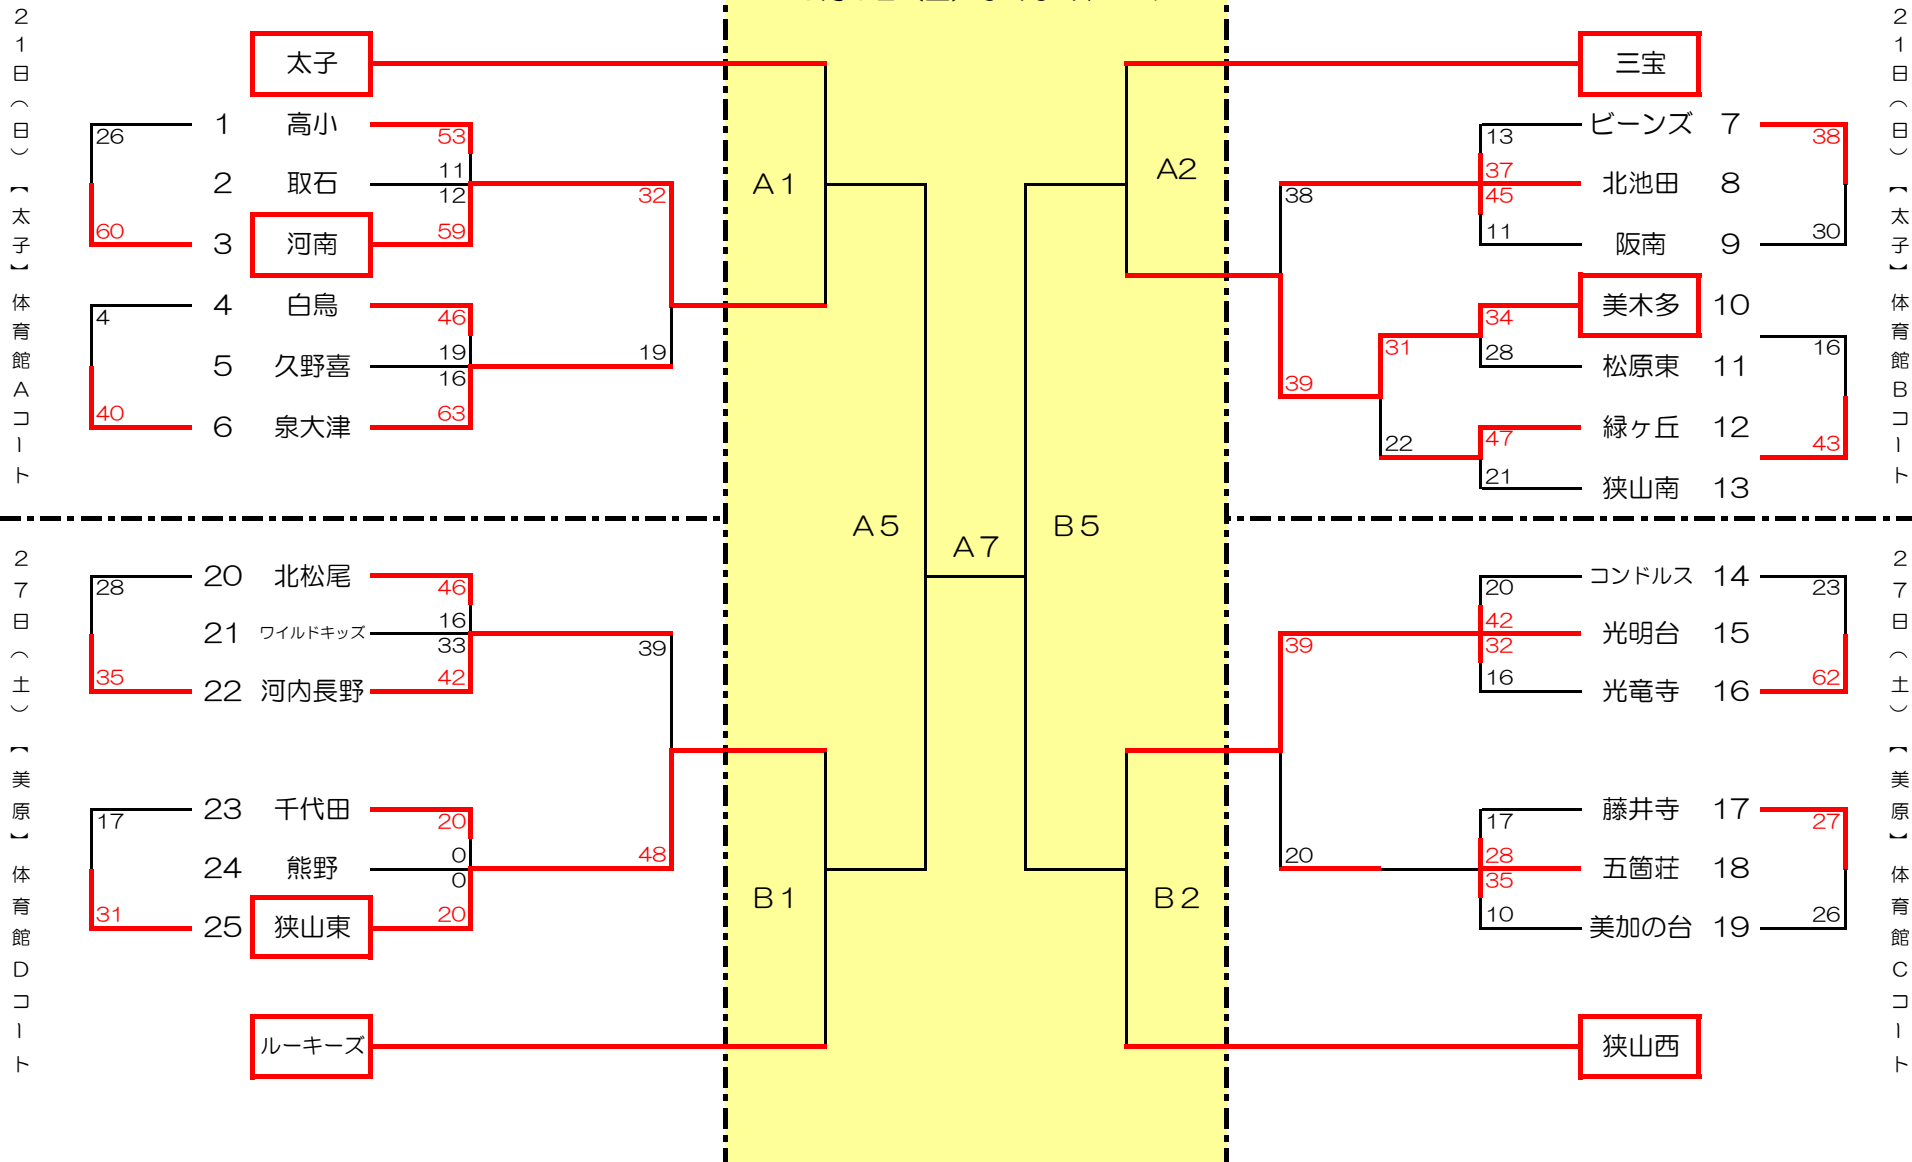 21日（日）【太子】体育館Aコート
太子
26 1 高小 53
2 取石 11
12
60 3 河南 59
32
4 4 白鳥 46
5 久野喜 19
16
40 6 泉大津 63
19
A1
A2
三宝
13 ビーンズ 7 38
37 北池田 8
45
11 阪南 9 30
38
34 美木多 10
28 松原東 11 16
31
39
47 緑ヶ丘 12 43
22
21 狭山南 13
21日（日）【太子】体育館Bコート
A5
A7
B5
27日（土）【美原】体育館Dコート
28 20 北松尾 46
21 ワイルドキッズ 16
33
35 22 河内長野 42
39
17 23 千代田 20
24 熊野 0
0
31 25 狭山東 20
48
ルーキーズ
B1
B2
20 コンドルス 14 23
42 光明台 15
32
16 光竜寺 16 62
39
17 藤井寺 17 27
28 五箇荘 18
35
10 美加の台 19 26
20
狭山西
27日（土）【美原】体育館Cコート